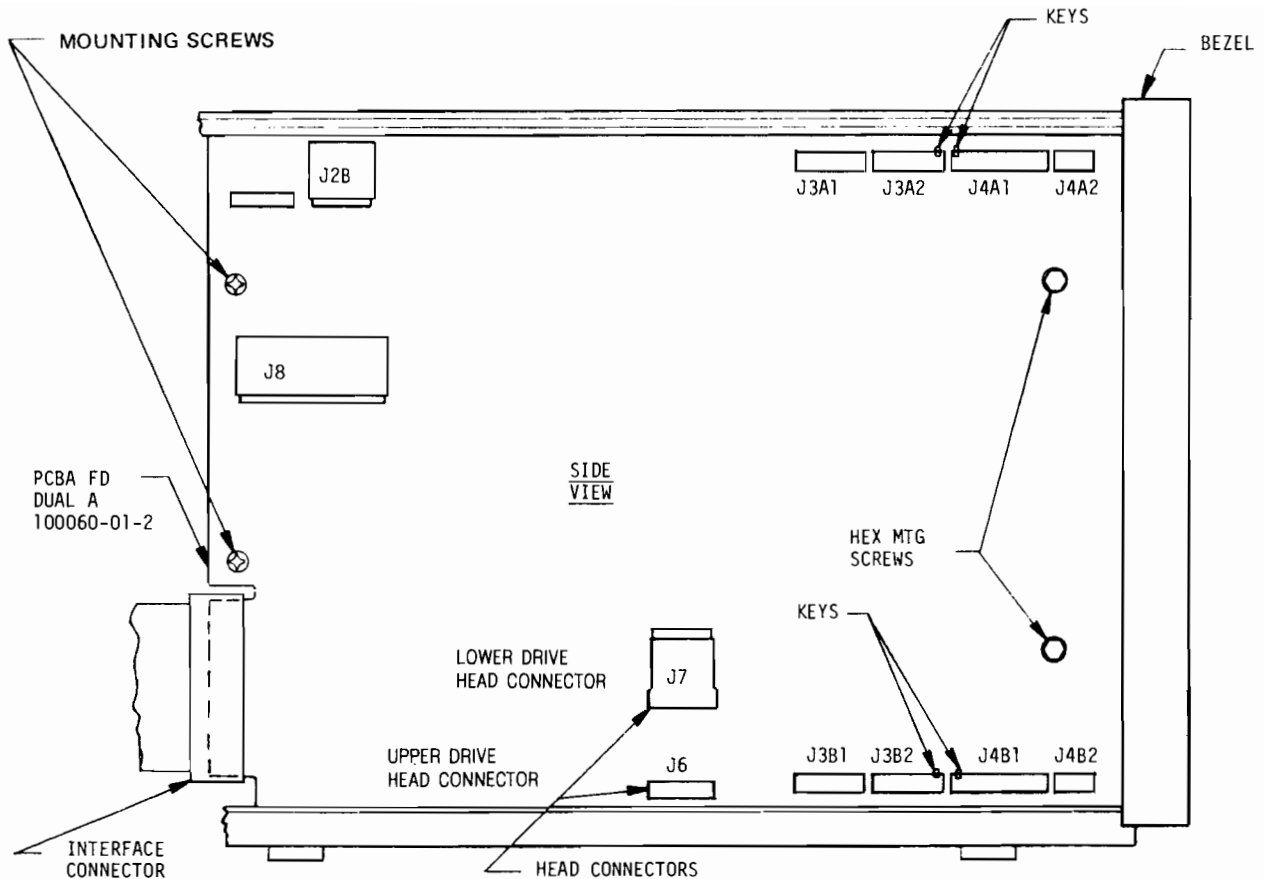 KEYS
MOUNTING SCREWS
BEZEL
J2B
J3A1
J3A2
J4A1
J4A2
J8
PCBA FD
DUAL A
100060-01-2
SIDE
VIEW
HEX MTG
SCREWS
KEYS
LOWER DRIVE
HEAD CONNECTOR
J7
UPPER DRIVE
HEAD CONNECTOR
J6
J3B1
J3B2
J4B1
J4B2
INTERFACE
CONNECTOR
HEAD CONNECTORS